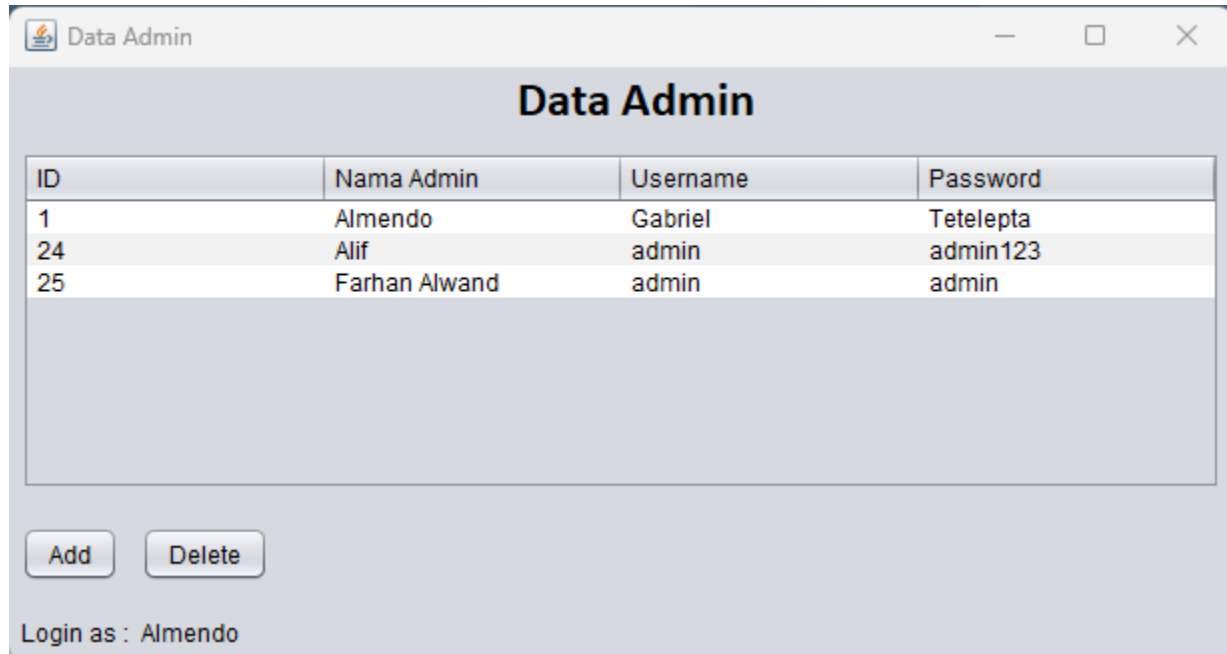 Data Admin
Data Admin
ID Nama Admin Username Password
1 Almendo Gabriel Tetelepta
24 Alif admin admin123
25 Farhan Alwand admin admin
Add Delete
Login as : Almendo